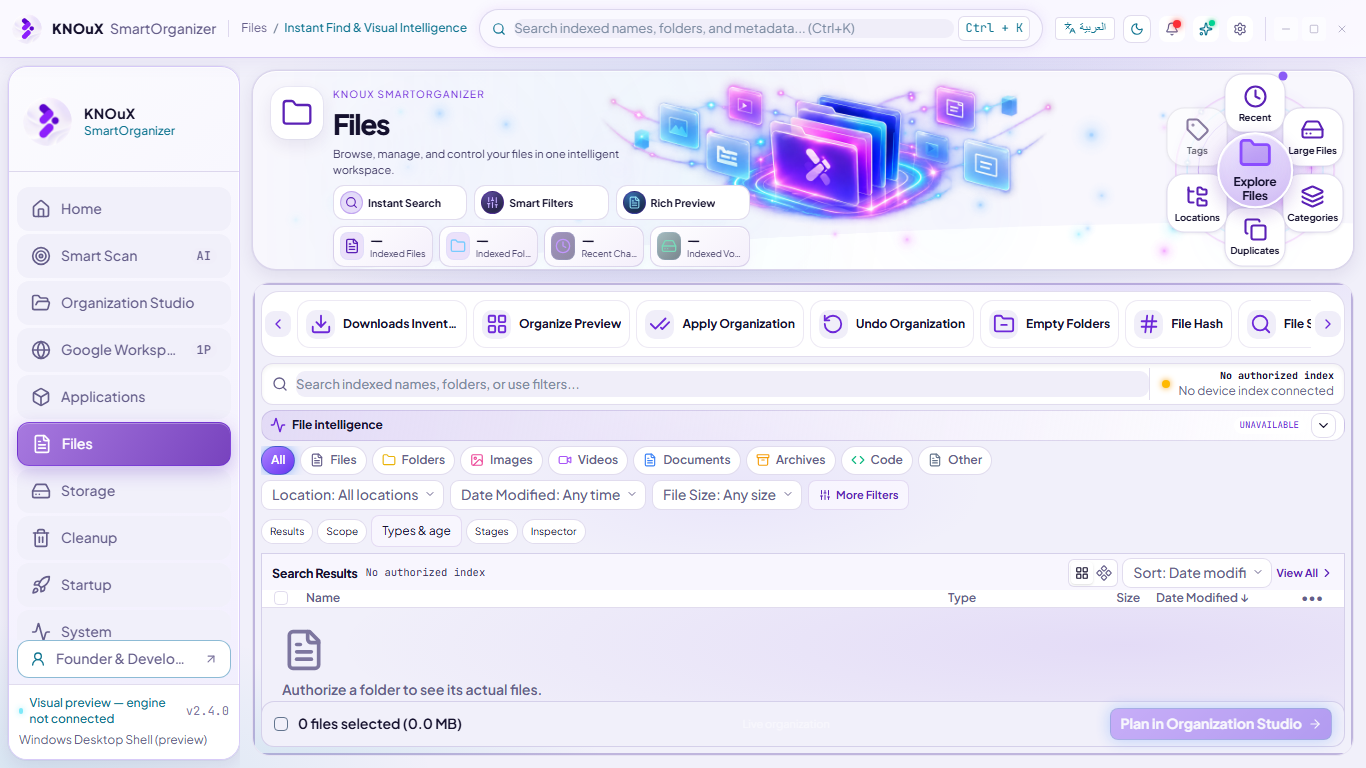 KNOuX SmartOrganizer
Files / Instant Find & Visual Intelligence
Search indexed names, folders, and metadata... (Ctrl+K)
Ctrl + K
العربية
KNOuX
SmartOrganizer
Home
Smart Scan AI
Organization Studio
Google Worksp... 1P
Applications
Files
Storage
Cleanup
Startup
System
Founder & Develo...
Visual preview — engine
not connected
v2.4.0
Windows Desktop Shell (preview)
KNOUX SMARTORGANIZER
Files
Browse, manage, and control your files in one intelligent
workspace.
Instant Search
Smart Filters
Rich Preview
—
Indexed Files
—
Indexed Fol...
—
Recent Cha...
—
Indexed Vo...
Recent
Tags
Large Files
Explore
Files
Locations
Categories
Duplicates
Downloads Invent...
Organize Preview
Apply Organization
Undo Organization
Empty Folders
File Hash
File S
Search indexed names, folders, or use filters...
No authorized index
No device index connected
File intelligence
UNAVAILABLE
All
Files
Folders
Images
Videos
Documents
Archives
Code
Other
Location: All locations
Date Modified: Any time
File Size: Any size
More Filters
Results
Scope
Types & age
Stages
Inspector
Search Results No authorized index
Sort: Date modifi
View All
Name
Type
Size
Date Modified ↓
•••
Authorize a folder to see its actual files.
0 files selected (0.0 MB)
Live organization
Plan in Organization Studio →